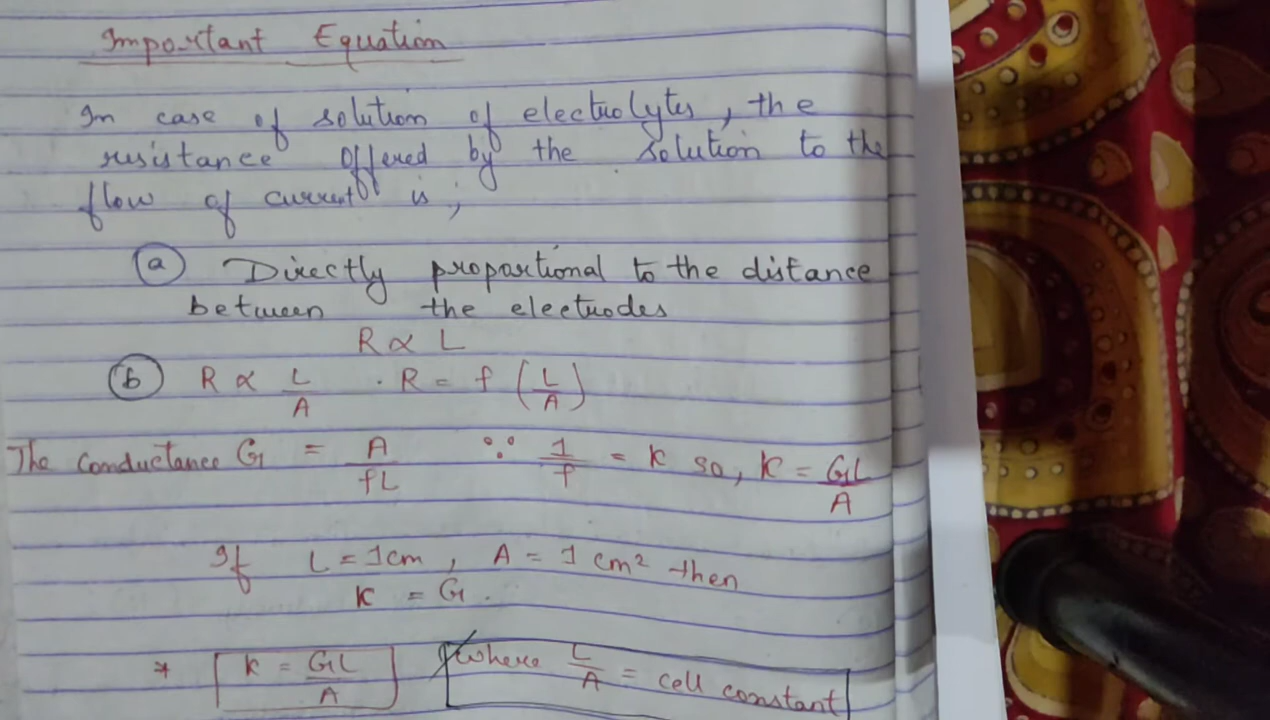 Important Equation
In case of solution of electrolytes, the
resistance offered by the solution to the
flow of current is;
(a) Directly proportional to the distance
between the electrodes
R ∝ L
(b) R ∝ L/A . R = f (L/A)
The Conductance G = A/fL ∵ 1/f = K so, K = GL/A
If L = 1cm, A = 1 cm² then
K = G.
* K = GL/A where L/A = cell constant